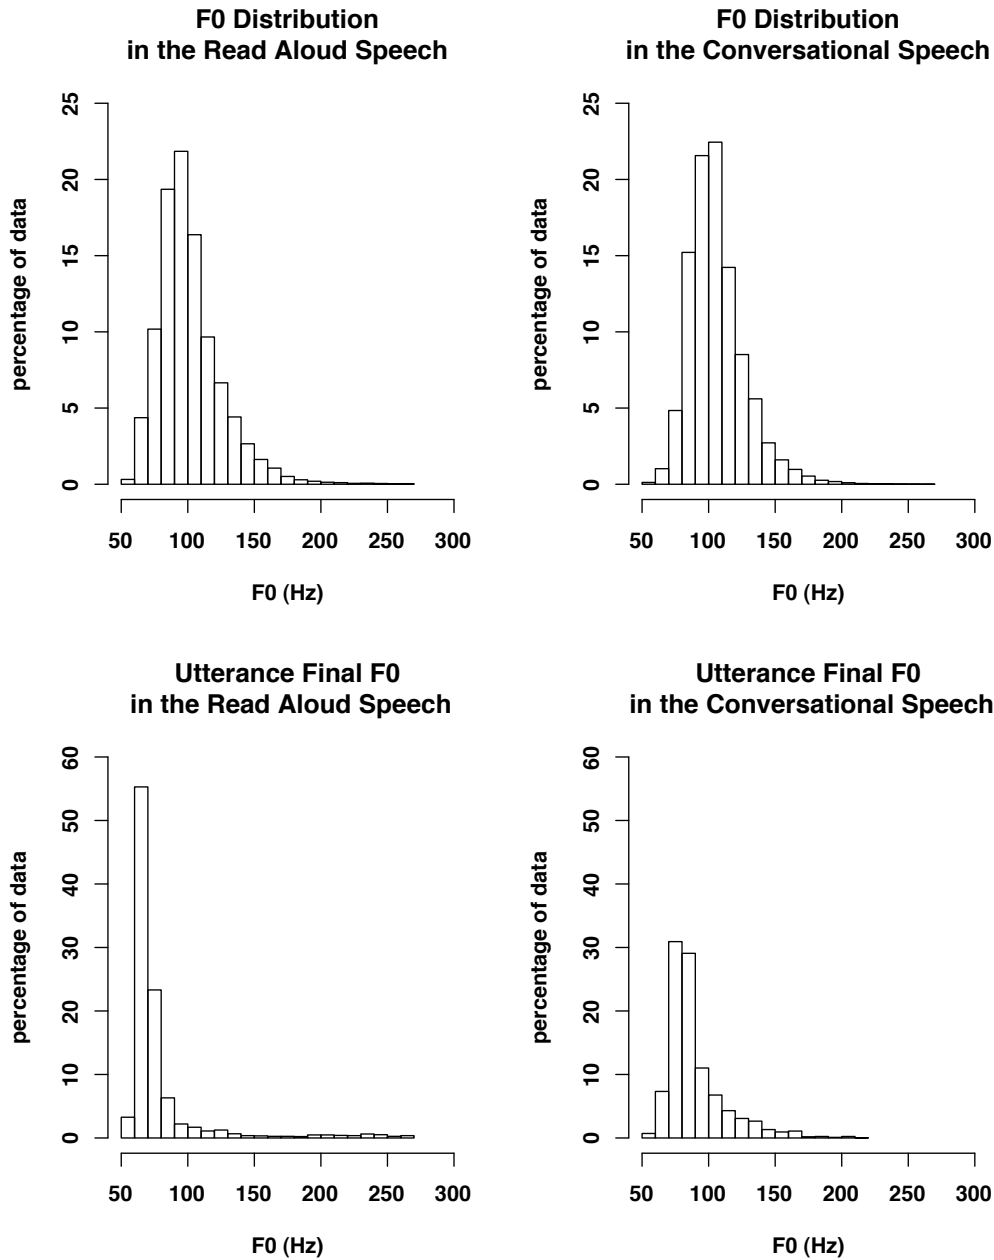 F0 Distribution
in the Read Aloud Speech
percentage of data
25
20
15
10
5
0
50 100 150 200 250 300
F0 (Hz)
F0 Distribution
in the Conversational Speech
percentage of data
25
20
15
10
5
0
50 100 150 200 250 300
F0 (Hz)
Utterance Final F0
in the Read Aloud Speech
percentage of data
60
50
40
30
20
10
0
50 100 150 200 250 300
F0 (Hz)
Utterance Final F0
in the Conversational Speech
percentage of data
60
50
40
30
20
10
0
50 100 150 200 250 300
F0 (Hz)